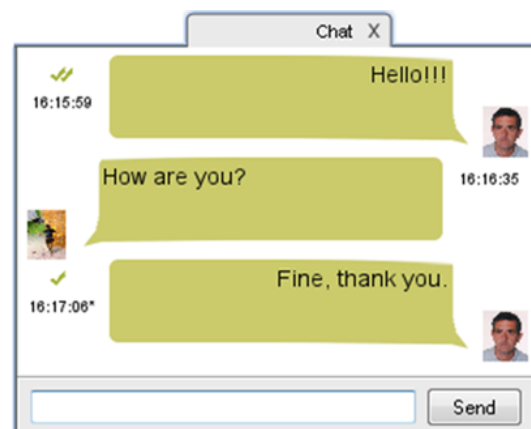 Chat X
Hello!!!
16:15:59
How are you?
16:16:35
Fine, thank you.
16:17:06*
Send